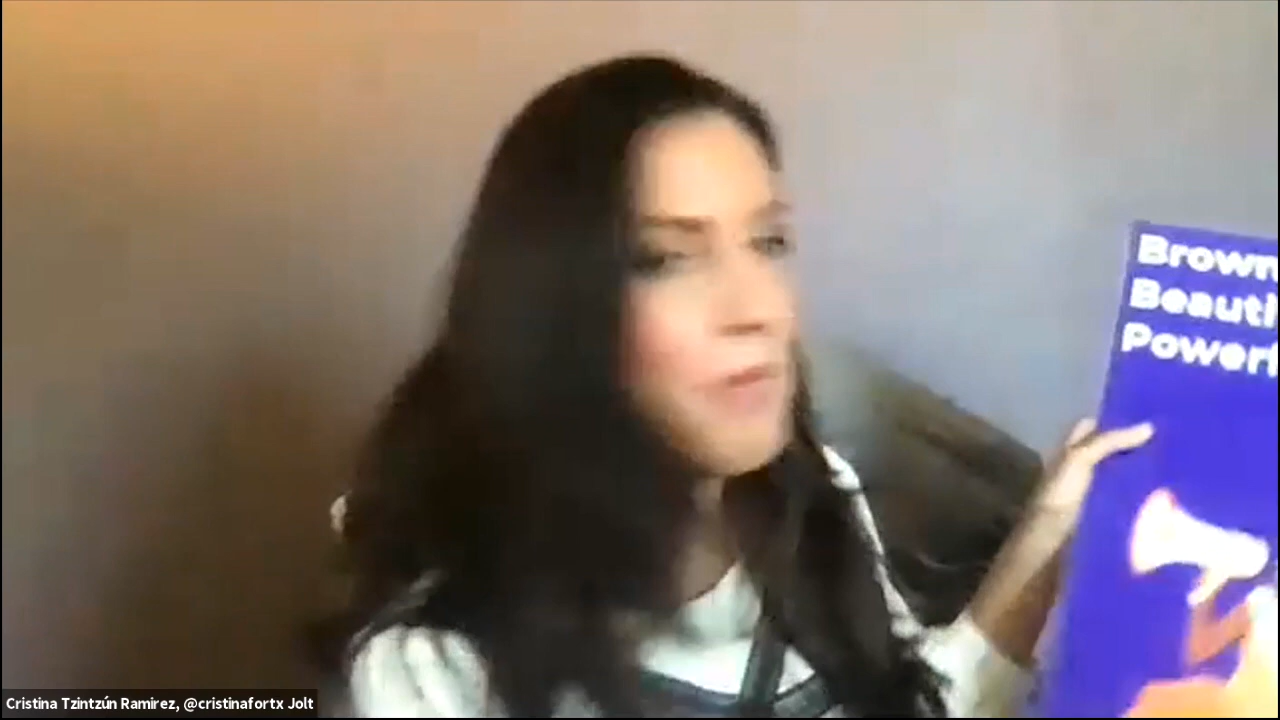 Brown
Beauti
Powerf
Cristina Tzintzún Ramirez, @cristinafortx Jolt